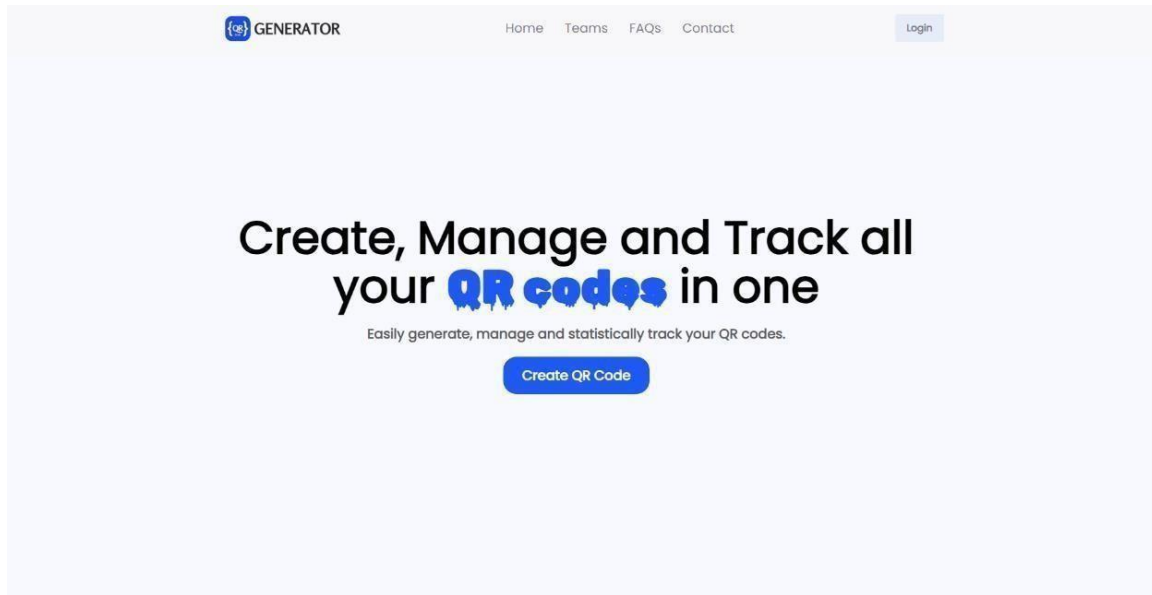 {QR} GENERATOR
Home Teams FAQs Contact
Login
Create, Manage and Track all
your QR codes in one
Easily generate, manage and statistically track your QR codes.
Create QR Code